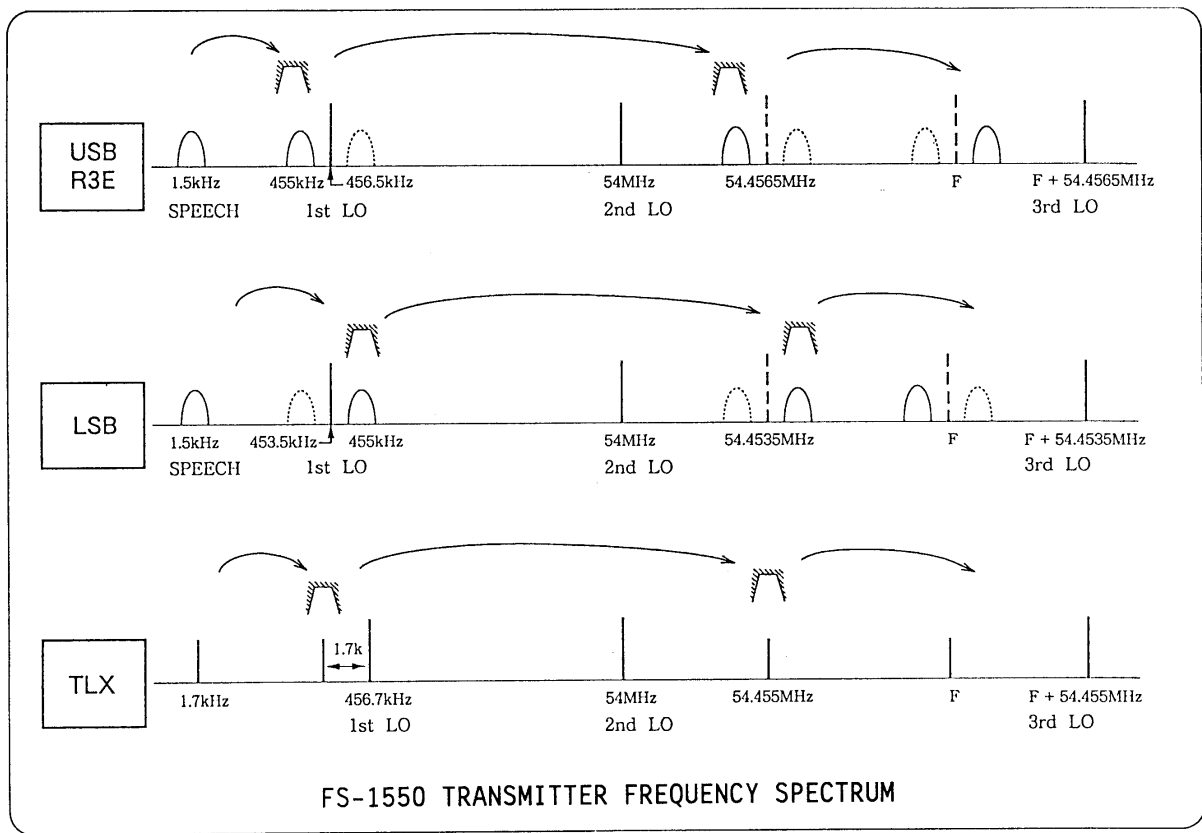 USB
R3E
1.5kHz 455kHz 456.5kHz 54MHz 54.4565MHz F F + 54.4565MHz
SPEECH 1st LO 2nd LO 3rd LO
LSB
1.5kHz 453.5kHz 455kHz 54MHz 54.4535MHz F F + 54.4535MHz
SPEECH 1st LO 2nd LO 3rd LO
TLX
1.7k
1.7kHz 456.7kHz 54MHz 54.455MHz F F + 54.455MHz
1st LO 2nd LO 3rd LO
FS-1550 TRANSMITTER FREQUENCY SPECTRUM